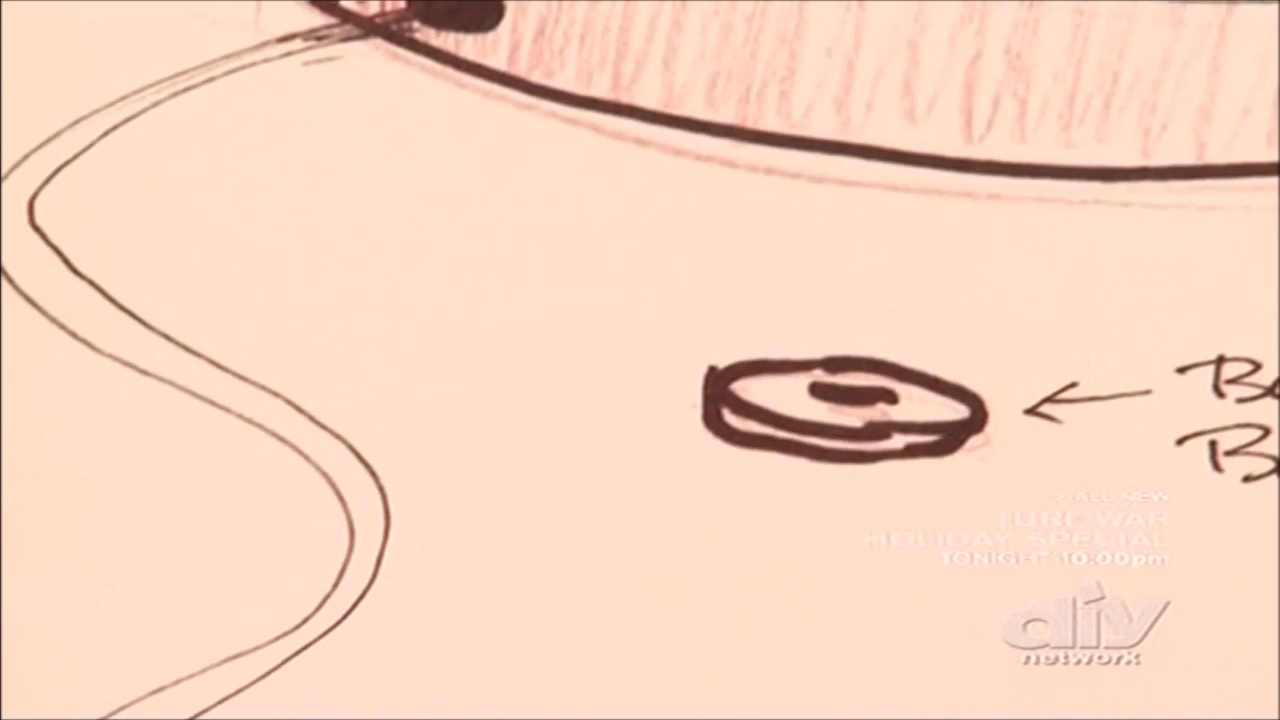 ALL NEW
TURF WAR
HOLIDAY SPECIAL
TONIGHT 10:00pm
diy
network